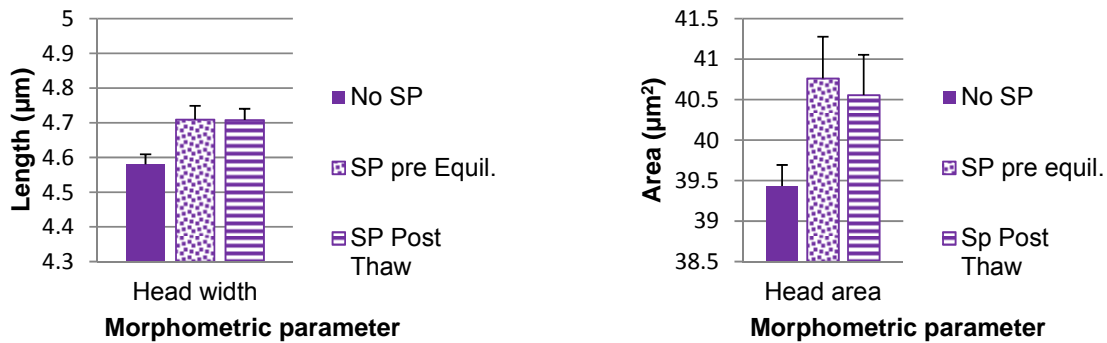 5
4.9
4.8
4.7
4.6
4.5
4.4
4.3
Length (µm)
Head width
Morphometric parameter
No SP
SP pre Equil.
SP Post
Thaw
41.5
41
40.5
40
39.5
39
38.5
Area (µm²)
Head area
Morphometric parameter
No SP
SP pre equil.
Sp Post
Thaw